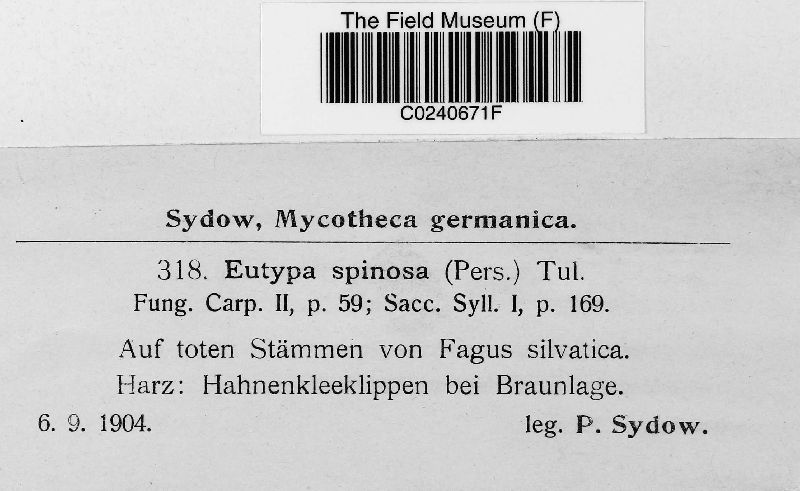 The Field Museum (F)
C0240671F
Sydow, Mycotheca germanica.
318. Eutypa spinosa (Pers.) Tul.
Fung. Carp. II, p. 59; Sacc. Syll. I, p. 169.
Auf toten Stämmen von Fagus silvatica.
Harz: Hahnenkleeklippen bei Braunlage.
6. 9. 1904. leg. P. Sydow.